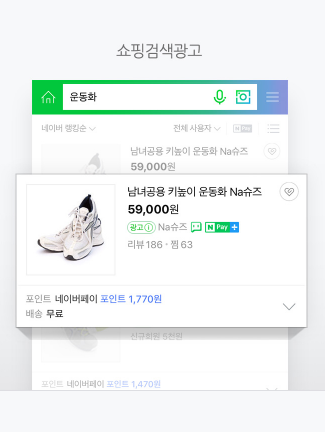 쇼핑검색광고
운동화
네이버 랭킹순 전체 사용자 N Pay
남녀공용 키높이 운동화 Na슈즈
59,000원
남녀공용 키높이 운동화 Na슈즈
59,000원
광고 Na슈즈 N Pay +
리뷰 186 · 찜 63
포인트 네이버페이 포인트 1,770원
배송 무료
신규회원 5천원
포인트 네이버페이 포인트 1,470원